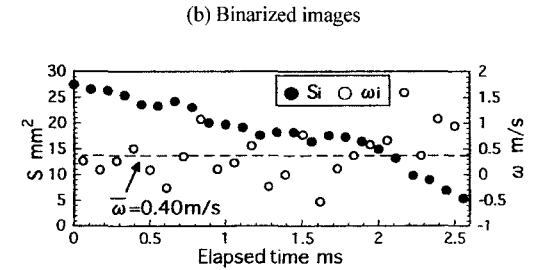 (b) Binarized images
30
25
20
15
10
5
0
S mm²
Si ωi
ω̅=0.40m/s
2
1.5
1
0.5
0
-0.5
-1
ω m/s
0 0.5 1 1.5 2 2.5
Elapsed time ms